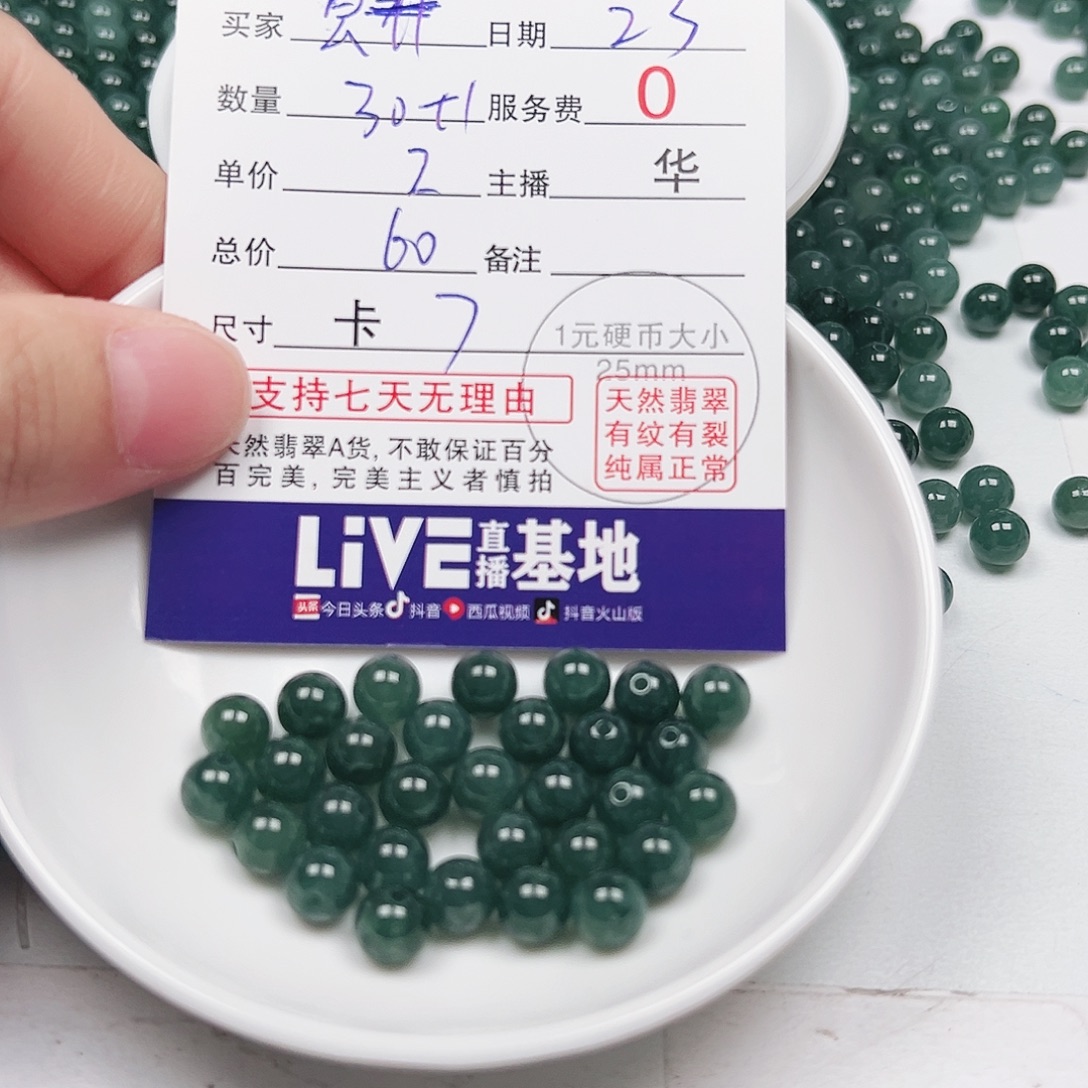 买家 日期 23
数量 30+1 服务费 0
单价 2 主播 华
总价 60 备注
尺寸 卡 7
1元硬币大小
25mm
支持七天无理由
天然翡翠
有纹有裂
纯属正常
天然翡翠A货,不敢保证百分
百完美,完美主义者慎拍
LiVE直播基地
头条 今日头条 抖音 西瓜视频 抖音火山版